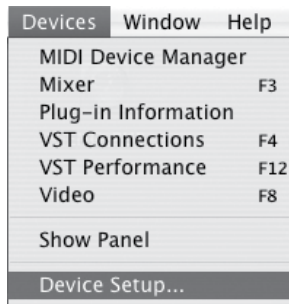 Devices Window Help
MIDI Device Manager
Mixer F3
Plug-in Information
VST Connections F4
VST Performance F12
Video F8
Show Panel
Device Setup...